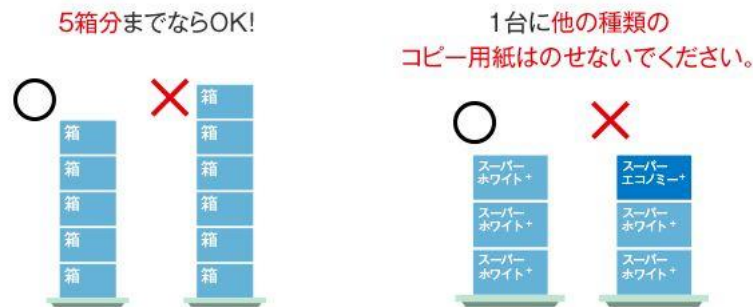 5箱分までならOK!
箱
箱
箱
箱
箱
箱
箱
箱
箱
箱
箱
1台に他の種類の
コピー用紙はのせないでください。
スーパー
ホワイト+
スーパー
ホワイト+
スーパー
ホワイト+
スーパー
エコノミー+
スーパー
ホワイト+
スーパー
ホワイト+